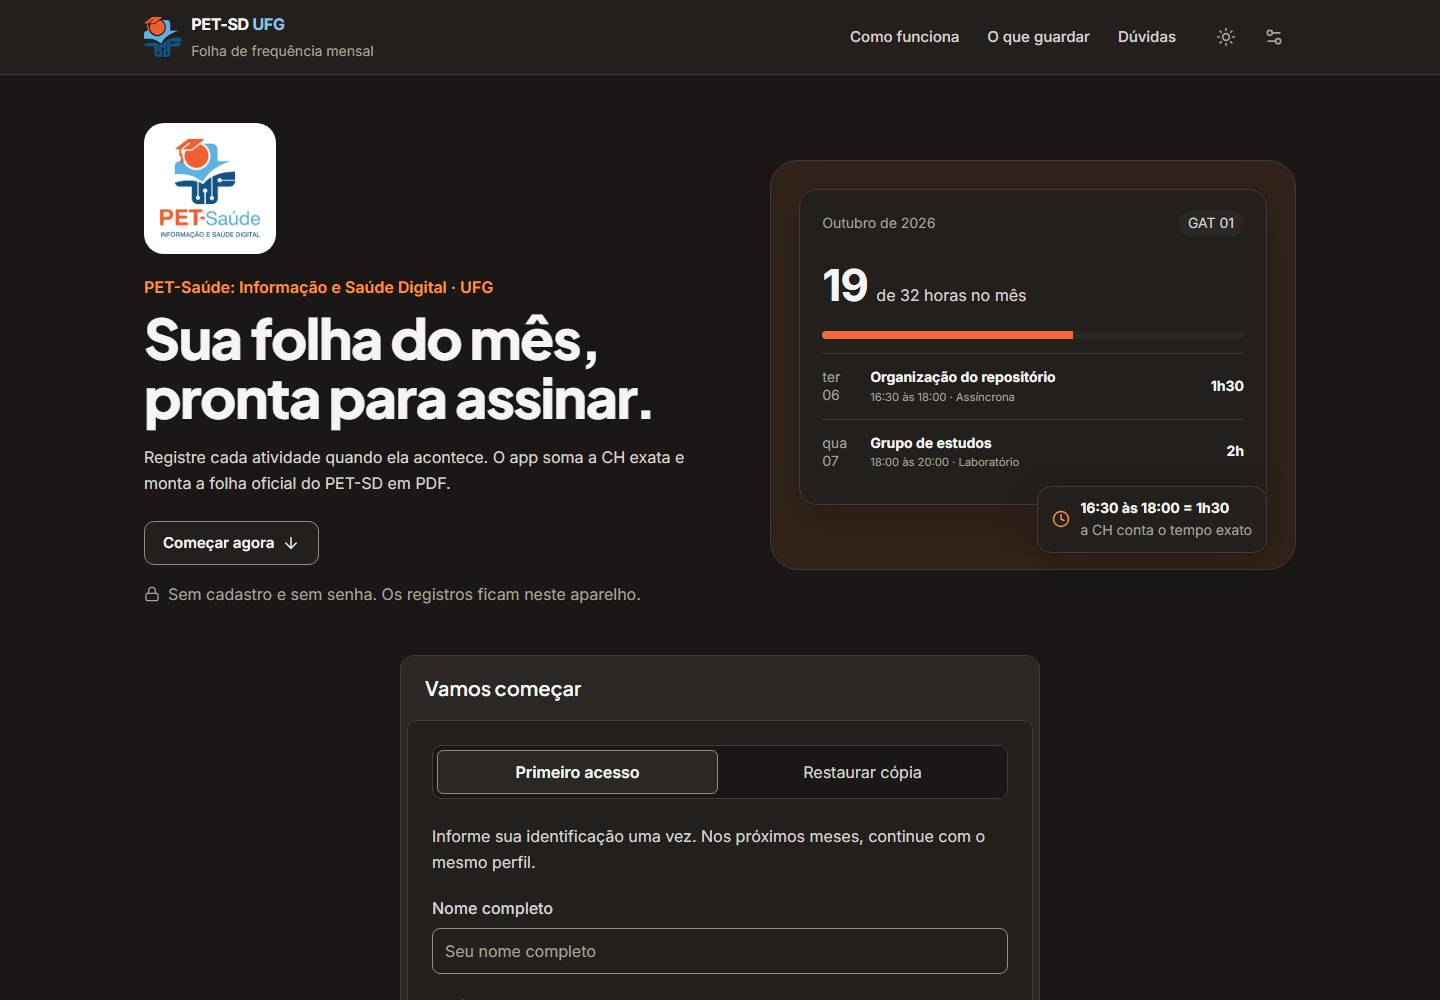 PET-SD UFG
Folha de frequência mensal
Como funciona
O que guardar
Dúvidas
PET-Saúde
INFORMAÇÃO E SAÚDE DIGITAL
PET-Saúde: Informação e Saúde Digital · UFG
Sua folha do mês,
pronta para assinar.
Registre cada atividade quando ela acontece. O app soma a CH exata e
monta a folha oficial do PET-SD em PDF.
Começar agora
Sem cadastro e sem senha. Os registros ficam neste aparelho.
Outubro de 2026
GAT 01
19 de 32 horas no mês
ter
06
Organização do repositório
16:30 às 18:00 · Assíncrona
1h30
qua
07
Grupo de estudos
18:00 às 20:00 · Laboratório
2h
16:30 às 18:00 = 1h30
a CH conta o tempo exato
Vamos começar
Primeiro acesso
Restaurar cópia
Informe sua identificação uma vez. Nos próximos meses, continue com o
mesmo perfil.
Nome completo
Seu nome completo